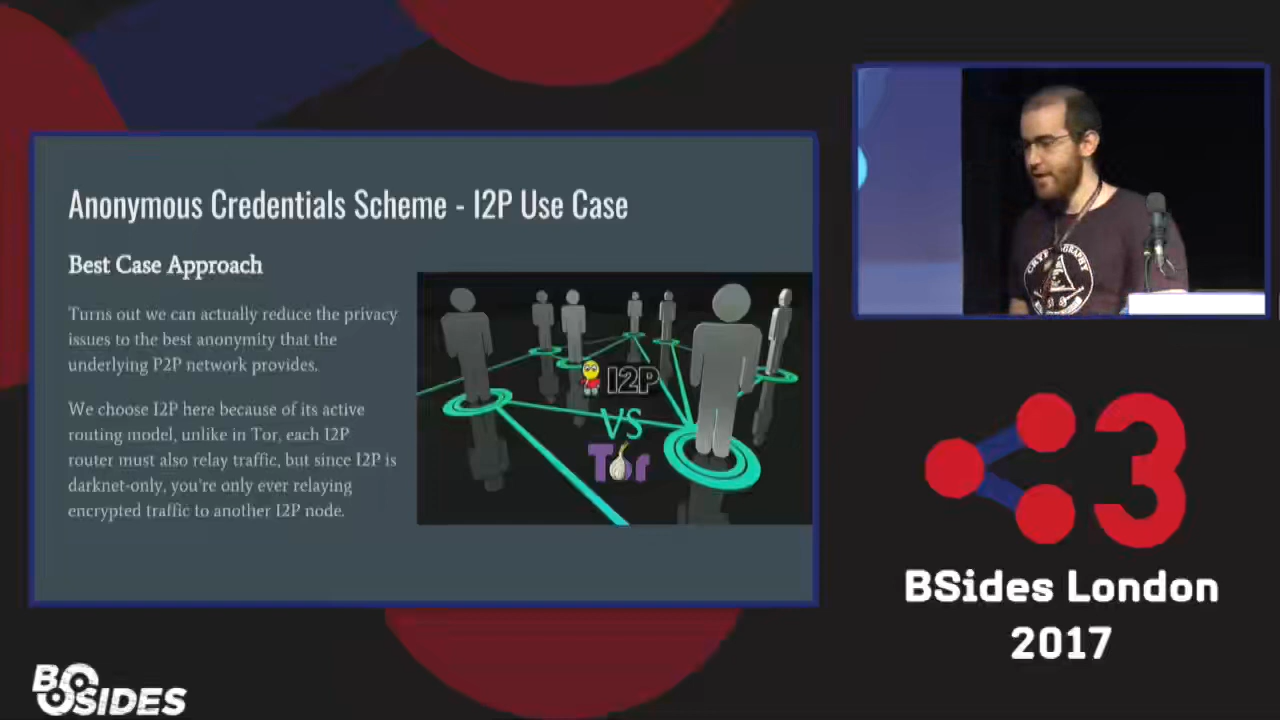 Anonymous Credentials Scheme - I2P Use Case
Best Case Approach
Turns out we can actually reduce the privacy
issues to the best anonymity that the
underlying P2P network provides.
We choose I2P here because of its active
routing model, unlike in Tor, each I2P
router must also relay traffic, but since I2P is
darknet-only, you're only ever relaying
encrypted traffic to another I2P node.
I2P
VS
Tor
3
BSides London
2017
BSIDES